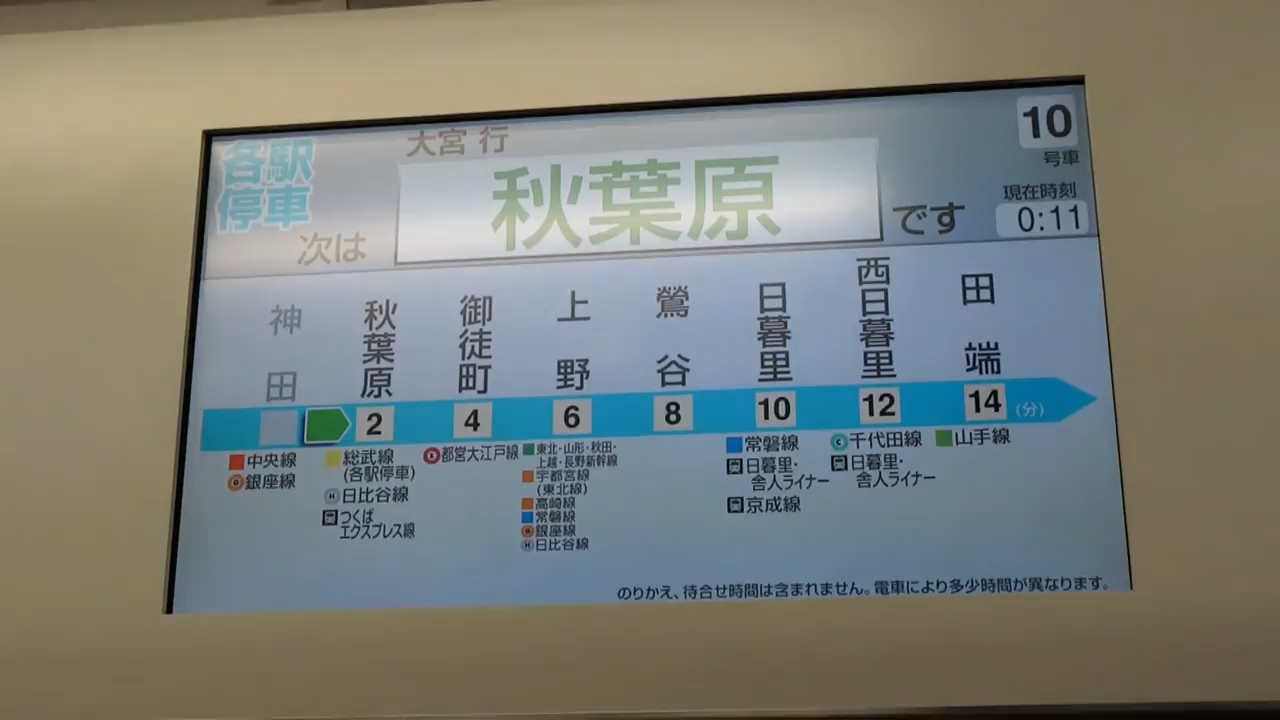 各駅
停車
大宮 行
次は
秋葉原
です
10
号車
現在時刻
0:11
神田
秋葉原
御徒町
上野
鶯谷
日暮里
西日暮里
田端
2
4
6
8
10
12
14
(分)
中央線
銀座線
総武線
(各駅停車)
日比谷線
つくば
エクスプレス線
都営大江戸線
東北・山形・秋田・
上越・長野新幹線
宇都宮線
(東北線)
高崎線
常磐線
銀座線
日比谷線
常磐線
日暮里・
舎人ライナー
京成線
千代田線
日暮里・
舎人ライナー
山手線
のりかえ、待合せ時間は含まれません。電車により多少時間が異なります。